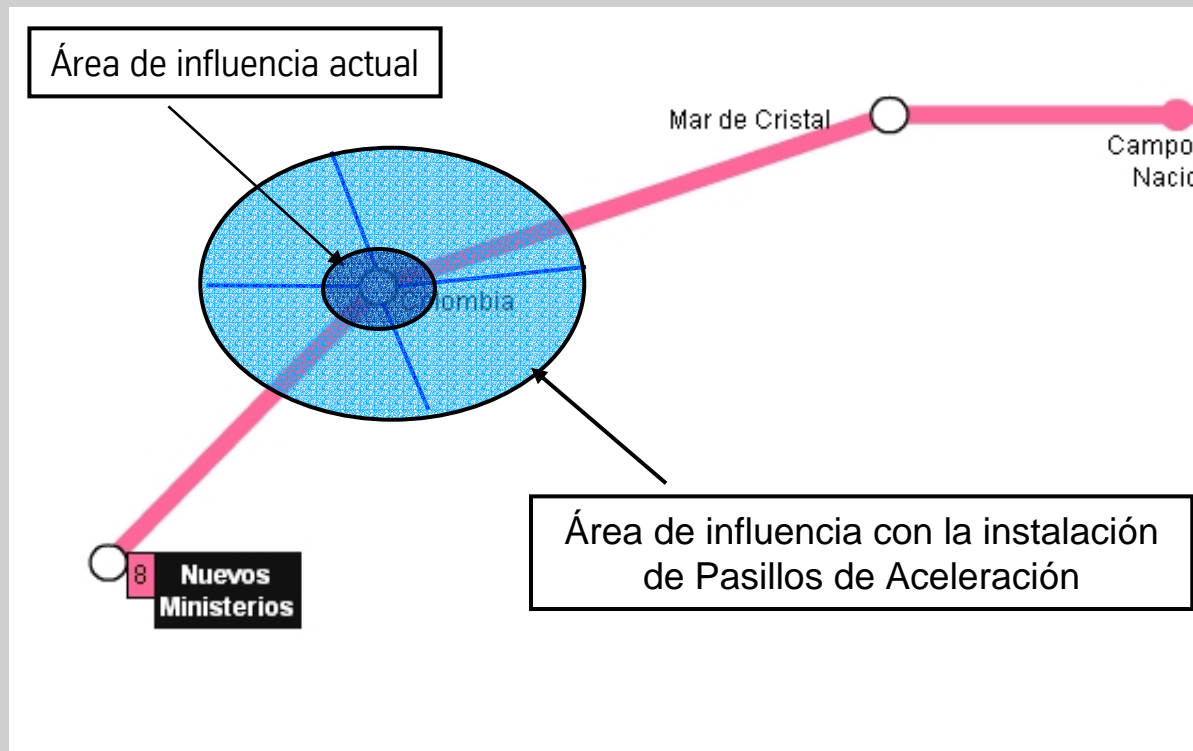 Área de influencia actual
Mar de Cristal
Campo
Nacio
Colombia
Área de influencia con la instalación
de Pasillos de Aceleración
8
Nuevos
Ministerios